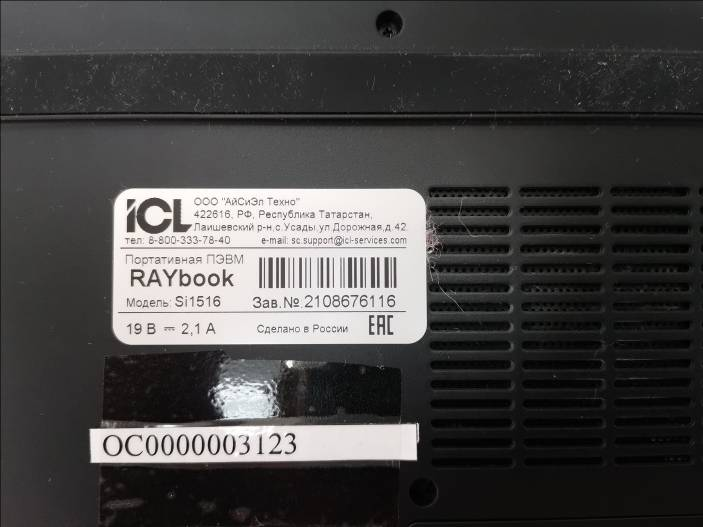 ICL
ООО "АйСиЭл Техно"
422616, РФ, Республика Татарстан,
Лаишевский р-н,с.Усады,ул.Дорожная,д.42
тел: 8-800-333-78-40 e-mail: sc.support@icl-services.com
Портативная ПЭВМ
RAYbook
Модель: Si1516 Зав.№.2108676116
19 В ⎓ 2,1 А Сделано в России EAC
ОС0000003123